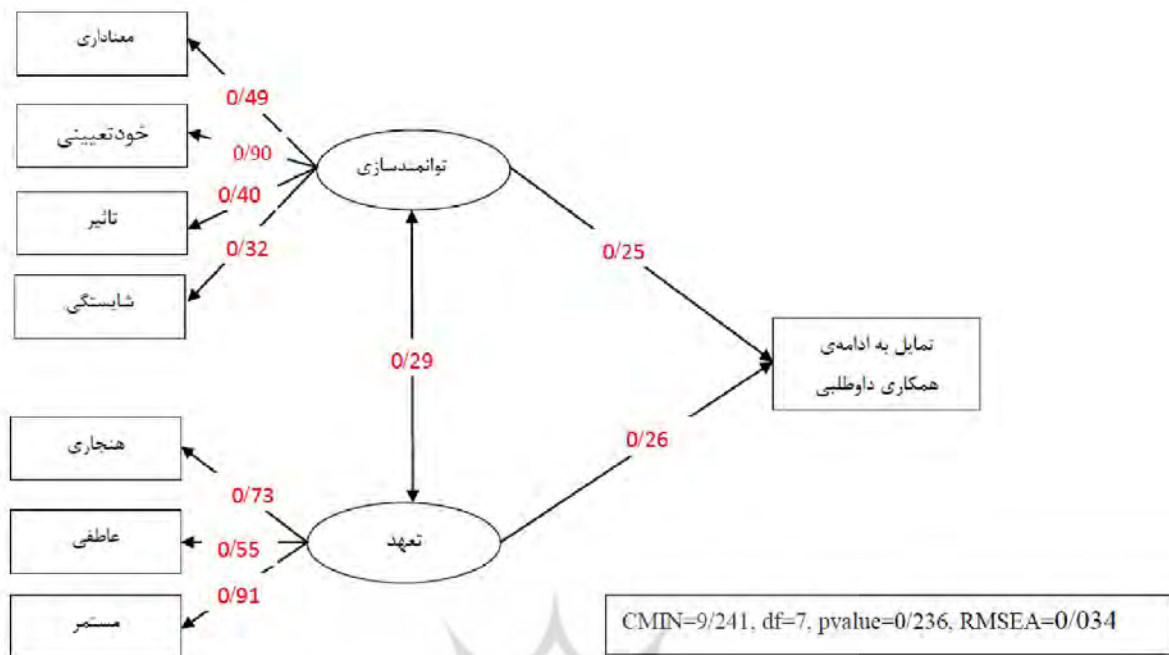 معناداری
0/49
خودتعیینی
0/90
توانمندسازی
تاثیر
0/40
0/32
شایستگی
0/25
0/29
تمایل به ادامه‌ی
همکاری داوطلبی
هنجاری
0/26
0/73
عاطفی
0/55
تعهد
0/91
مستمر
CMIN=9/241, df=7, pvalue=0/236, RMSEA=0/034